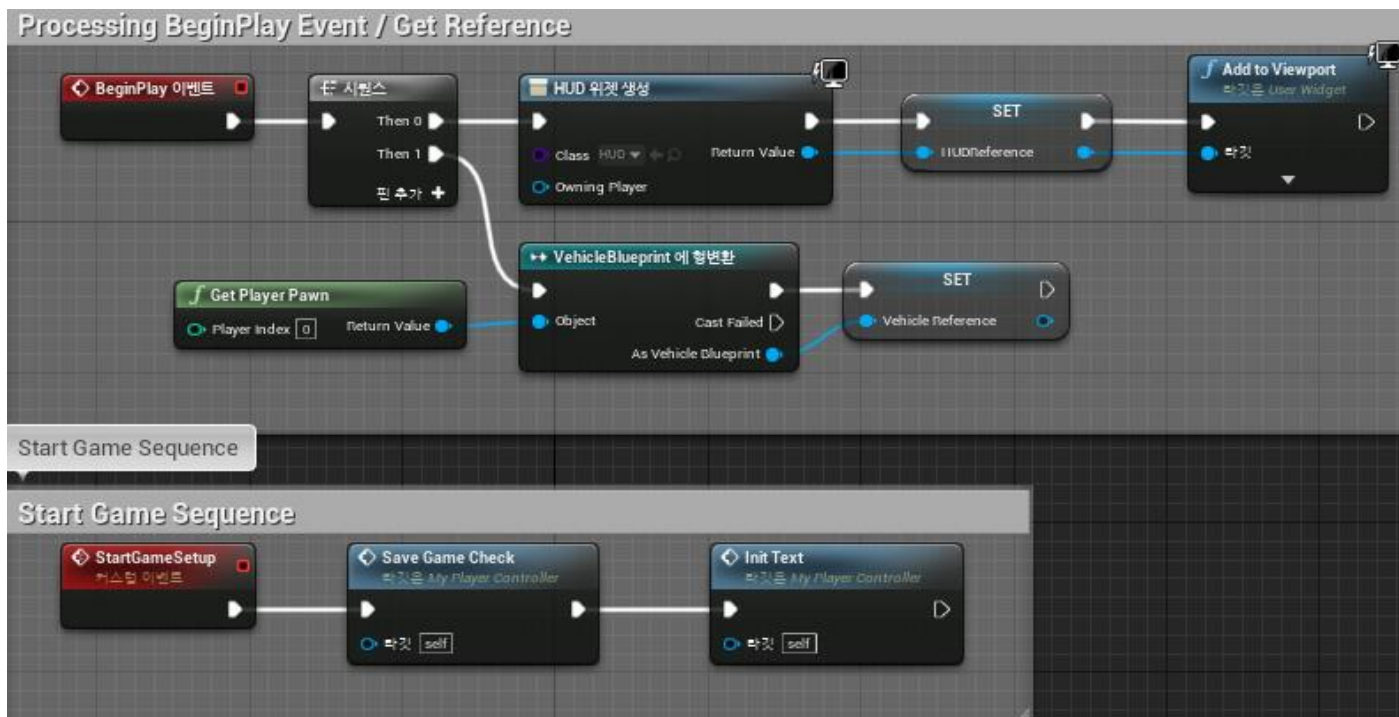 Processing BeginPlay Event / Get Reference
BeginPlay 이벤트
시퀀스
Then 0
Then 1
핀 추가
HUD 위젯 생성
Class HUD
Return Value
Owning Player
SET
HUDReference
Add to Viewport
타깃은 User Widget
타깃
Get Player Pawn
Player Index 0
Return Value
VehicleBlueprint 에 형변환
Object
Cast Failed
As Vehicle Blueprint
SET
Vehicle Reference
Start Game Sequence
Start Game Sequence
StartGameSetup
커스텀 이벤트
Save Game Check
타깃은 My Player Controller
타깃 self
Init Text
타깃은 My Player Controller
타깃 self